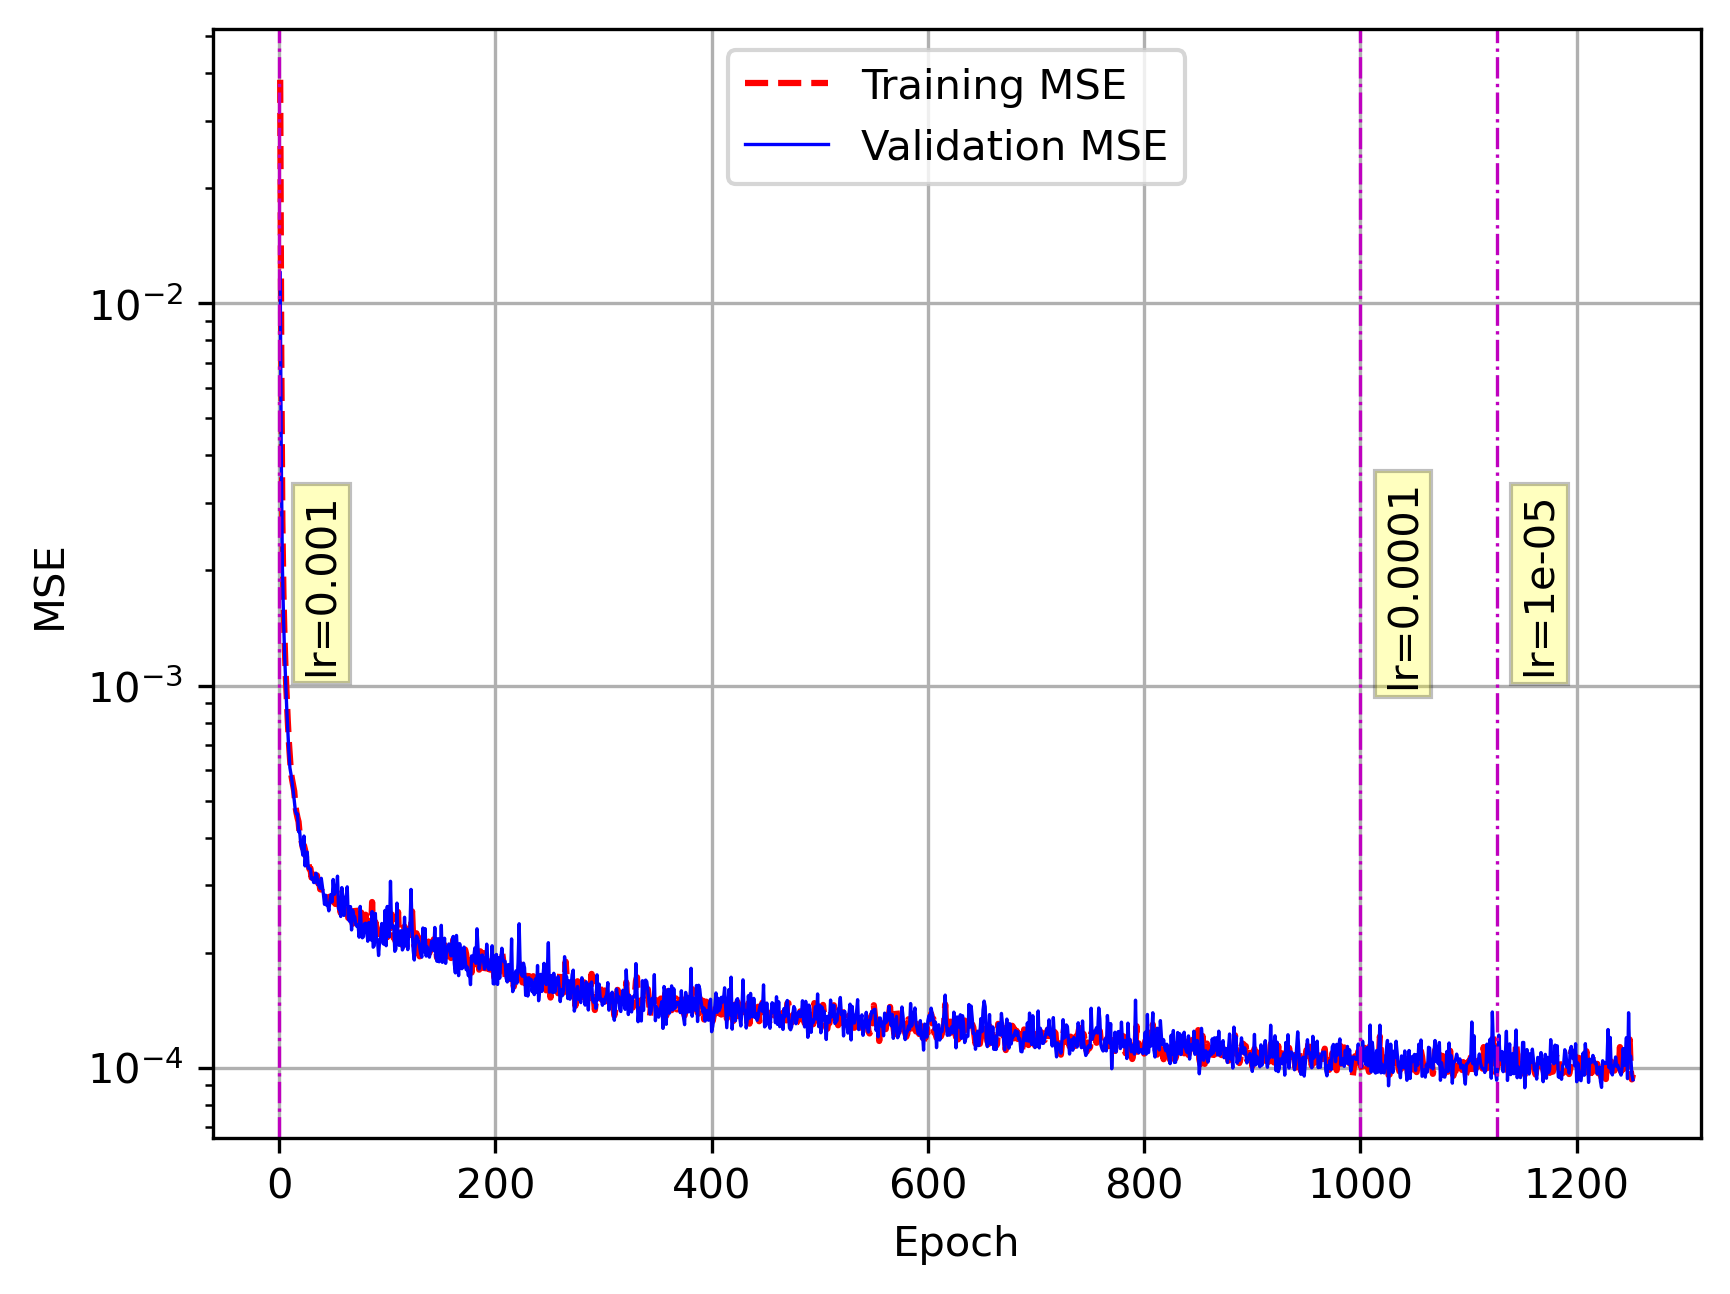 Training MSE
Validation MSE
MSE
10⁻²
10⁻³
10⁻⁴
lr=0.001
lr=0.0001
lr=1e-05
0 200 400 600 800 1000 1200
Epoch